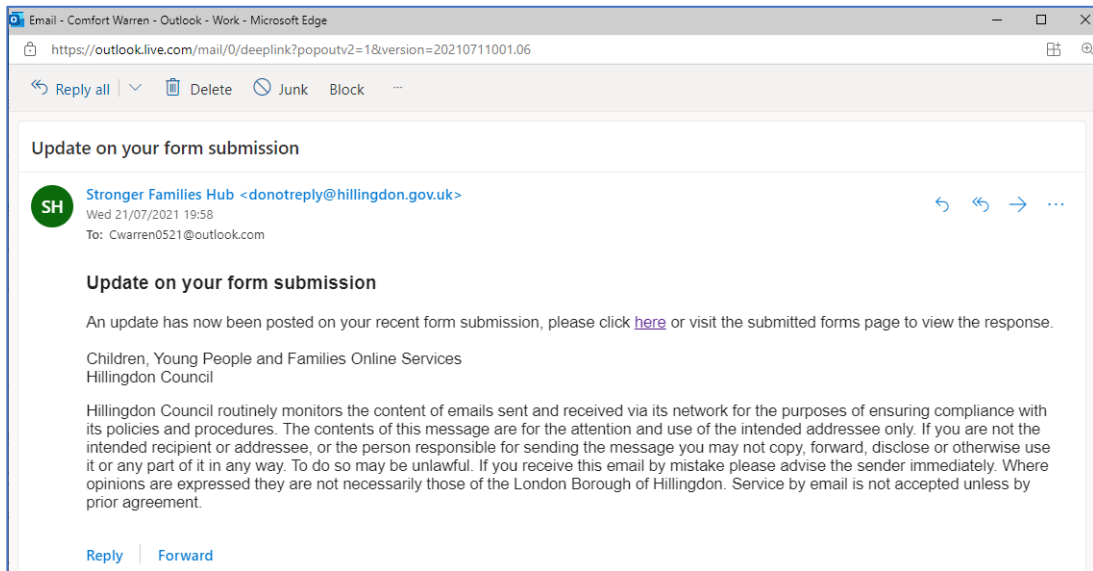 Email - Comfort Warren - Outlook - Work - Microsoft Edge
https://outlook.live.com/mail/0/deeplink?popoutv2=1&version=20210711001.06
Reply all Delete Junk Block ...
Update on your form submission
SH
Stronger Families Hub <donotreply@hillingdon.gov.uk>
Wed 21/07/2021 19:58
To: Cwarren0521@outlook.com
Update on your form submission
An update has now been posted on your recent form submission, please click here or visit the submitted forms page to view the response.
Children, Young People and Families Online Services
Hillingdon Council
Hillingdon Council routinely monitors the content of emails sent and received via its network for the purposes of ensuring compliance with
its policies and procedures. The contents of this message are for the attention and use of the intended addressee only. If you are not the
intended recipient or addressee, or the person responsible for sending the message you may not copy, forward, disclose or otherwise use
it or any part of it in any way. To do so may be unlawful. If you receive this email by mistake please advise the sender immediately. Where
opinions are expressed they are not necessarily those of the London Borough of Hillingdon. Service by email is not accepted unless by
prior agreement.
Reply Forward